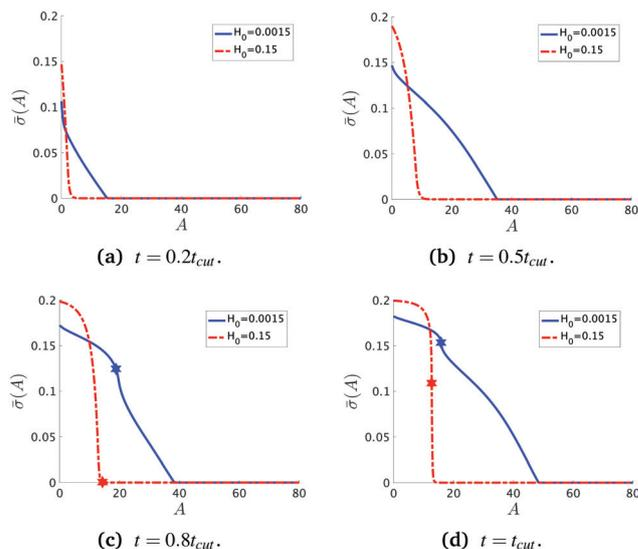 0.2
0.15
0.1
0.05
0
σ̄(A)
H₀=0.0015
H₀=0.15
0 20 40 60 80
A
(a) t = 0.2t_cut.
0.2
0.15
0.1
0.05
0
σ̄(A)
H₀=0.0015
H₀=0.15
0 20 40 60 80
A
(b) t = 0.5t_cut.
0.2
0.15
0.1
0.05
0
σ̄(A)
H₀=0.0015
H₀=0.15
0 20 40 60 80
A
(c) t = 0.8t_cut.
0.2
0.15
0.1
0.05
0
σ̄(A)
H₀=0.0015
H₀=0.15
0 20 40 60 80
A
(d) t = t_cut.